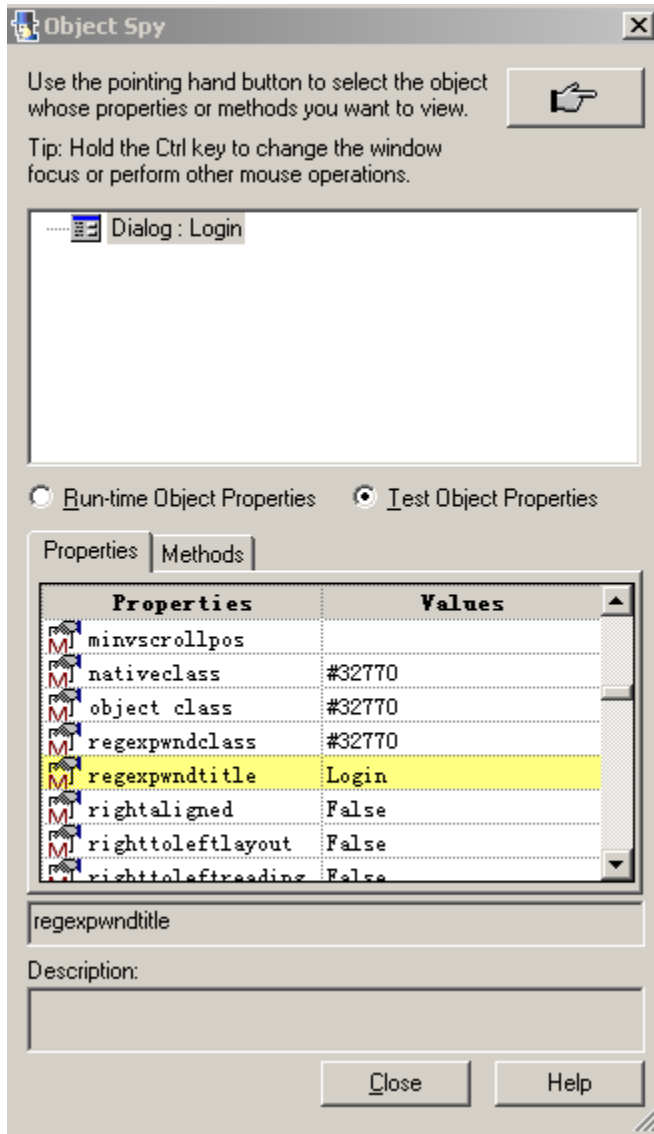 Object Spy
Use the pointing hand button to select the object
whose properties or methods you want to view.
Tip: Hold the Ctrl key to change the window
focus or perform other mouse operations.
Dialog : Login
Run-time Object Properties Test Object Properties
Properties Methods
Properties Values
minvscrollpos
nativeclass #32770
object class #32770
regexpwndclass #32770
regexpwndtitle Login
rightaligned False
righttoleftlayout False
righttoleftreading False
regexpwndtitle
Description:
Close Help